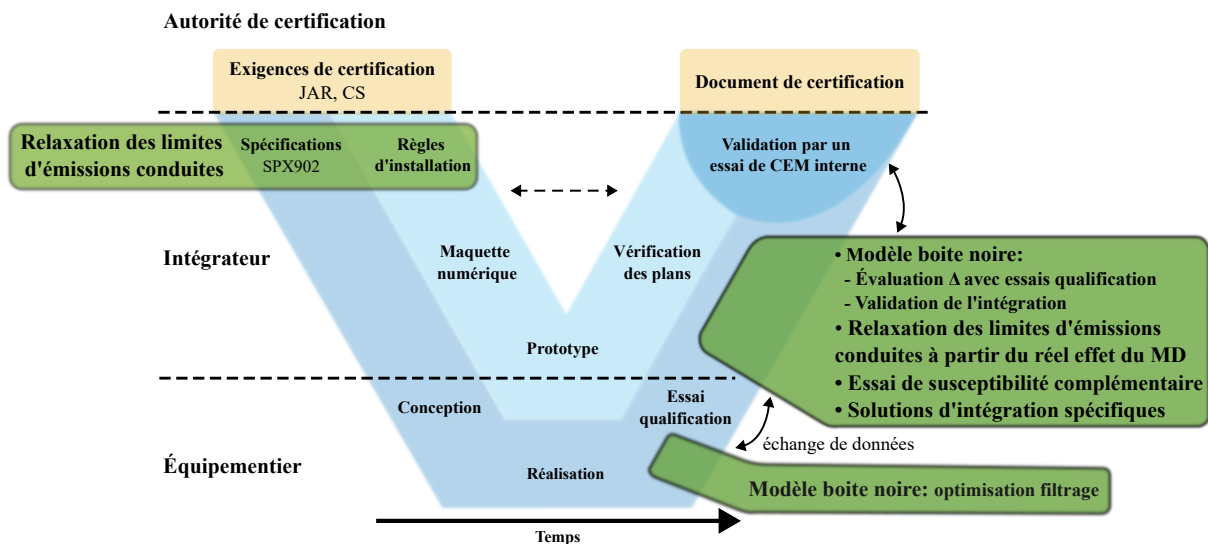 Autorité de certification
Exigences de certification
JAR, CS
Document de certification
Relaxation des limites
d'émissions conduites
Spécifications
SPX902
Règles
d'installation
Validation par un
essai de CEM interne
Intégrateur
Maquette
numérique
Vérification
des plans
• Modèle boite noire:
- Évaluation Δ avec essais qualification
- Validation de l'intégration
• Relaxation des limites d'émissions
conduites à partir du réel effet du MD
• Essai de susceptibilité complémentaire
• Solutions d'intégration spécifiques
Prototype
Conception
Essai
qualification
échange de données
Équipementier
Réalisation
Modèle boite noire: optimisation filtrage
Temps